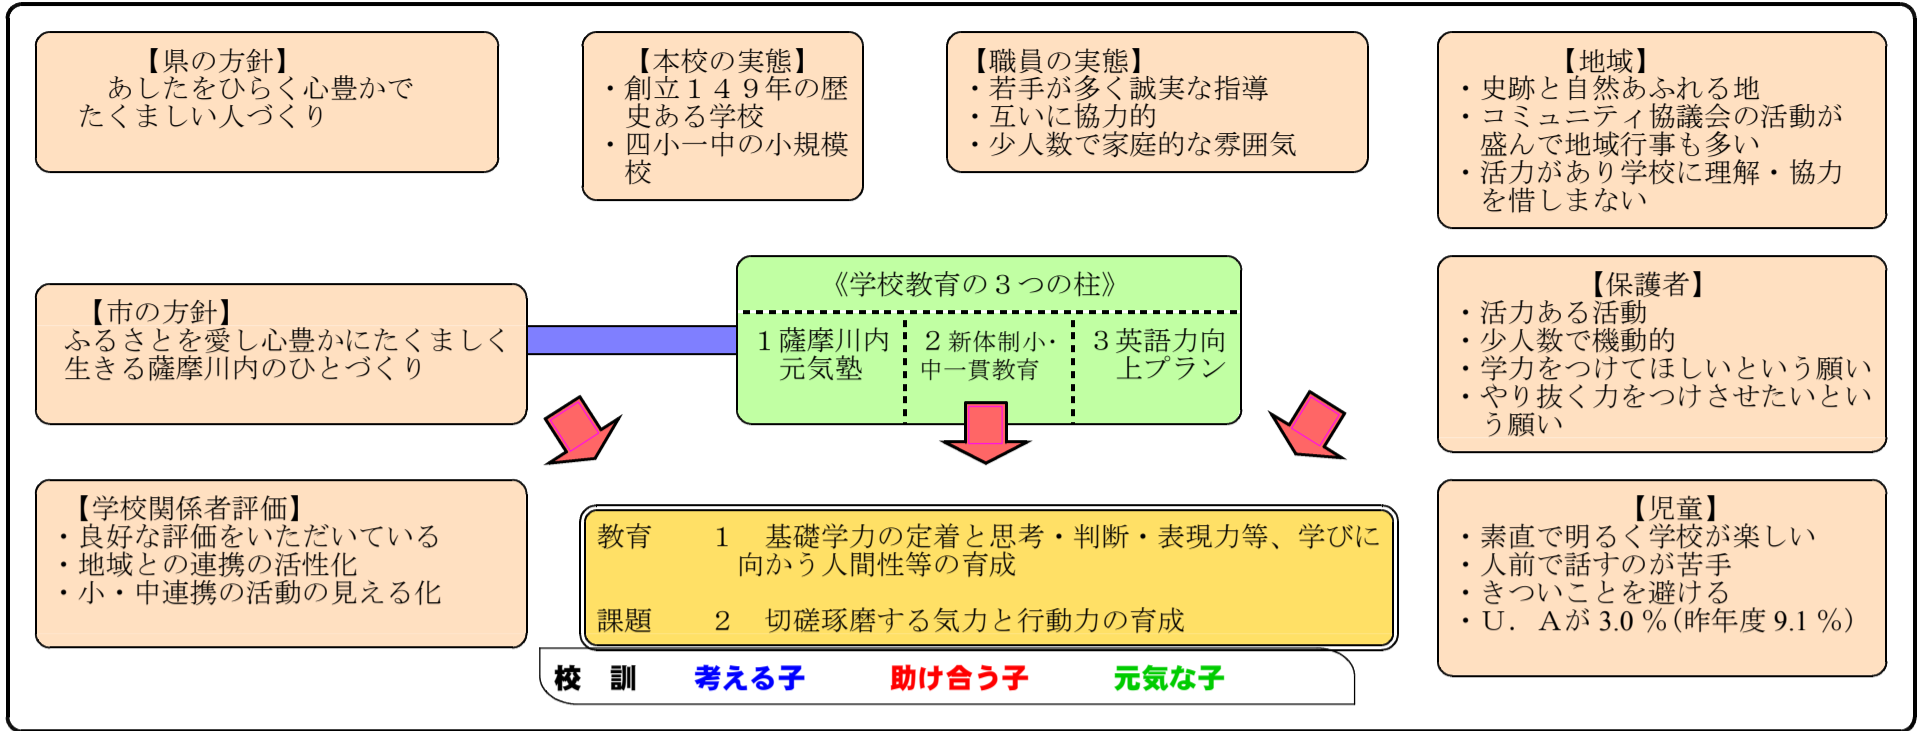 【県の方針】
あしたをひらく心豊かで
たくましい人づくり
【本校の実態】
・創立１４９年の歴
史ある学校
・四小一中の小規模
校
【職員の実態】
・若手が多く誠実な指導
・互いに協力的
・少人数で家庭的な雰囲気
【地域】
・史跡と自然あふれる地
・コミュニティ協議会の活動が
盛んで地域行事も多い
・活力があり学校に理解・協力
を惜しまない
【市の方針】
ふるさとを愛し心豊かにたくましく
生きる薩摩川内のひとづくり
《学校教育の３つの柱》
１薩摩川内
元気塾
２新体制小・
中一貫教育
３英語力向
上プラン
【保護者】
・活力ある活動
・少人数で機動的
・学力をつけてほしいという願い
・やり抜く力をつけさせたいとい
う願い
【学校関係者評価】
・良好な評価をいただいている
・地域との連携の活性化
・小・中連携の活動の見える化
教育　１　基礎学力の定着と思考・判断・表現力等、学びに
向かう人間性等の育成
課題　２　切磋琢磨する気力と行動力の育成
【児童】
・素直で明るく学校が楽しい
・人前で話すのが苦手
・きついことを避ける
・Ｕ．Ａが 3.0 %（昨年度 9.1 %）
校　訓　考える子　助け合う子　元気な子